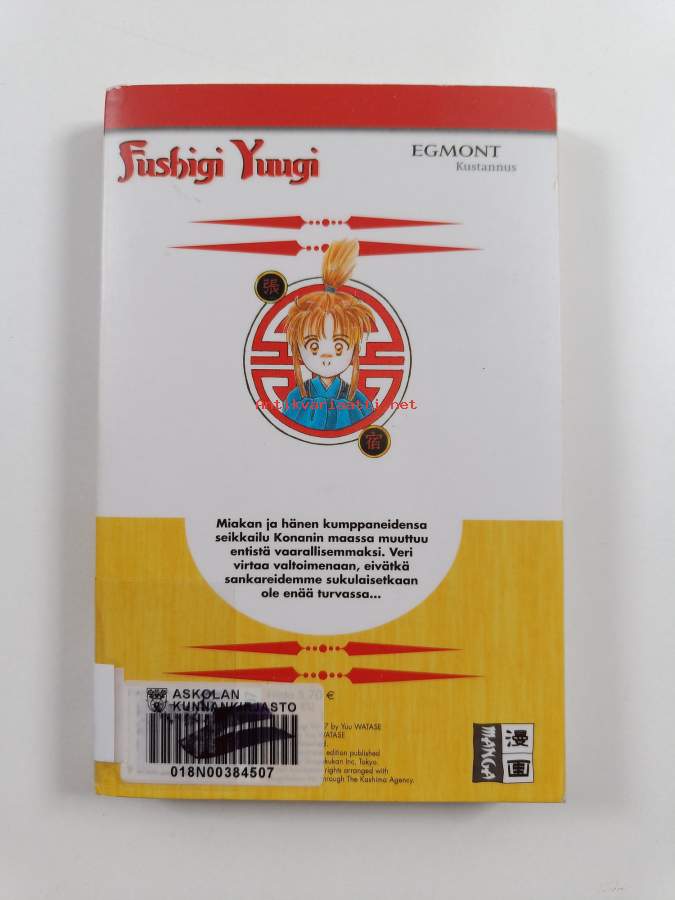 Fushigi Yuugi
EGMONT
Kustannus
張
Antikvariaatti.net
宿
Miakan ja hänen kumppaneidensa
seikkailu Konanin maassa muuttuu
entistä vaarallisemmaksi. Veri
virtaa valtoimenaan, eivätkä
sankareidemme sukulaisetkaan
ole enää turvassa...
€
ASKOLAN
KUNNANKIRJASTO
018N00384507
7 by Yuu WATASE
WATASE
edition published
Inc. Tokyo.
rights arranged with
through The Kashima Agency.
MANGA
漫画